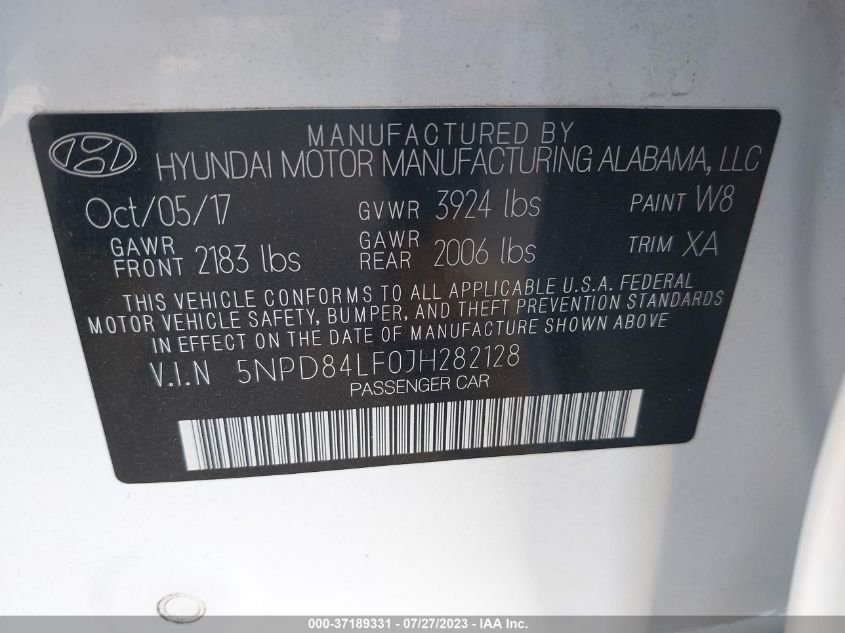 MANUFACTURED BY
HYUNDAI MOTOR MANUFACTURING ALABAMA, LLC
Oct/05/17 GVWR 3924 lbs PAINT W8
GAWR FRONT 2183 lbs GAWR REAR 2006 lbs TRIM XA
THIS VEHICLE CONFORMS TO ALL APPLICABLE U.S.A. FEDERAL
MOTOR VEHICLE SAFETY, BUMPER, AND THEFT PREVENTION STANDARDS
IN EFFECT ON THE DATE OF MANUFACTURE SHOWN ABOVE
V.I.N 5NPD84LF0JH282128
PASSENGER CAR
000-37189331 - 07/27/2023 - IAA Inc.